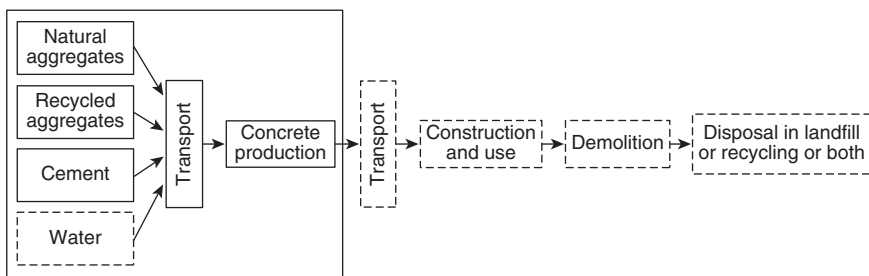 Natural
aggregates
Recycled
aggregates
Cement
Water
Transport
Concrete
production
Transport
Construction
and use
Demolition
Disposal in landfill
or recycling or both